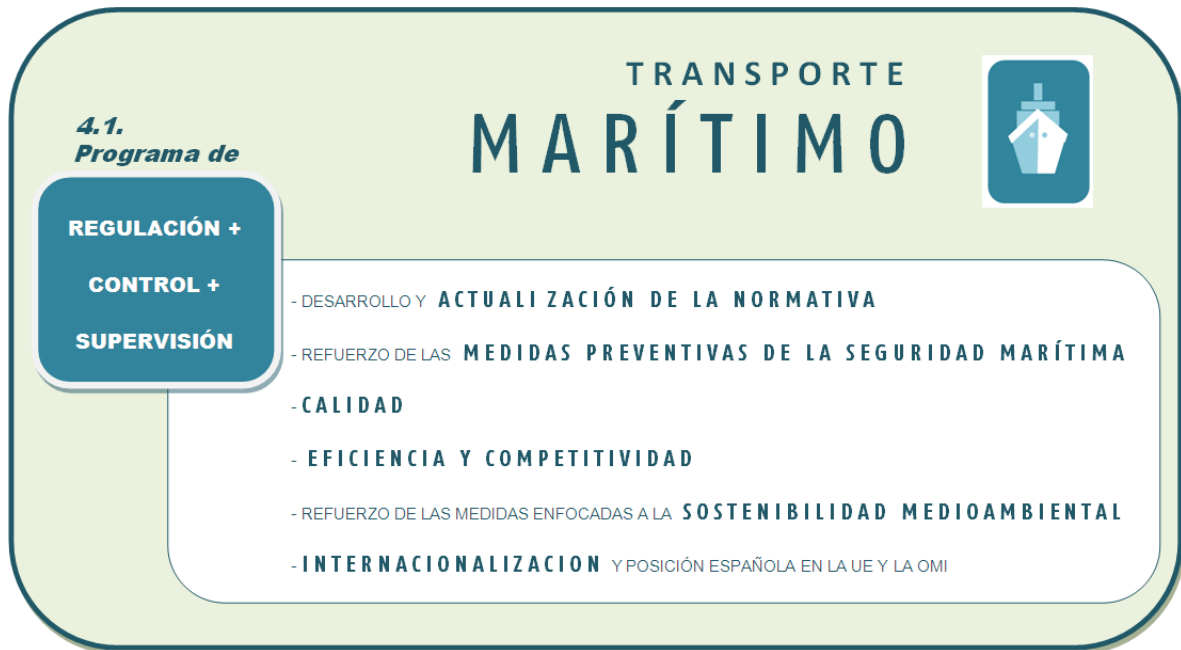 TRANSPORTE
MARÍTIMO
4.1.
Programa de
REGULACIÓN +
CONTROL +
SUPERVISIÓN
- DESARROLLO Y ACTUALI ZACIÓN DE LA NORMATIVA
- REFUERZO DE LAS MEDIDAS PREVENTIVAS DE LA SEGURIDAD MARÍTIMA
- CALIDAD
- EFICIENCIA Y COMPETITIVIDAD
- REFUERZO DE LAS MEDIDAS ENFOCADAS A LA SOSTENIBILIDAD MEDIOAMBIENTAL
- INTERNACIONALIZACION Y POSICIÓN ESPAÑOLA EN LA UE Y LA OMI